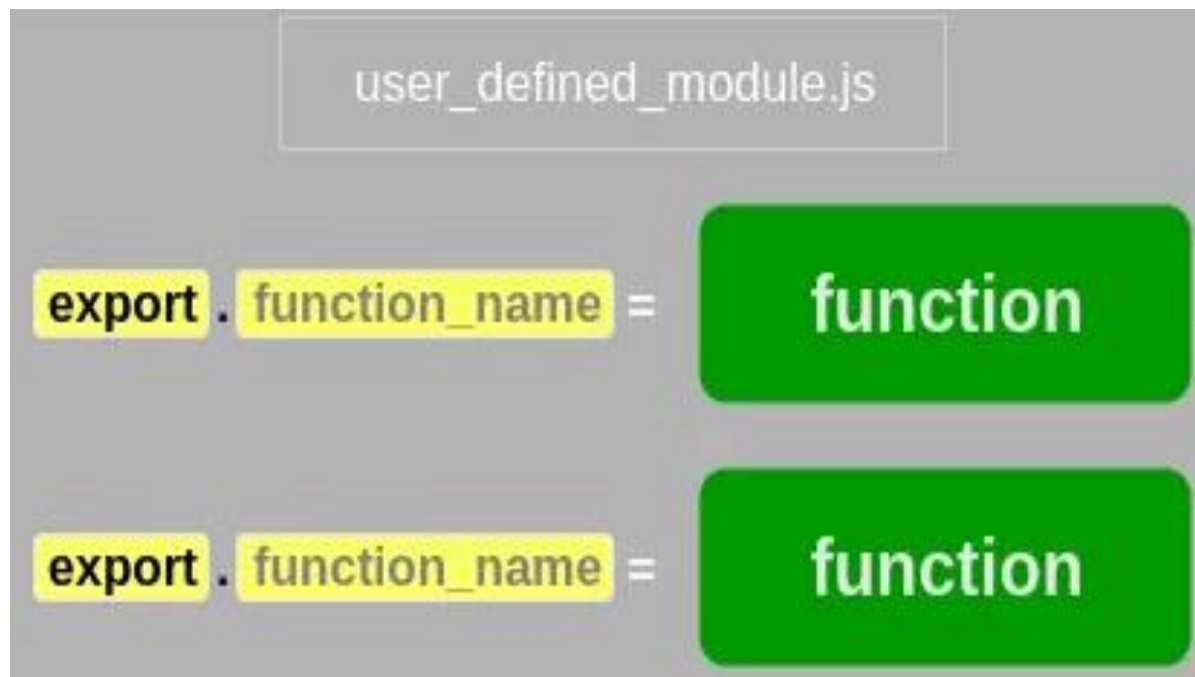 user_defined_module.js
export . function_name = function
export . function_name = function